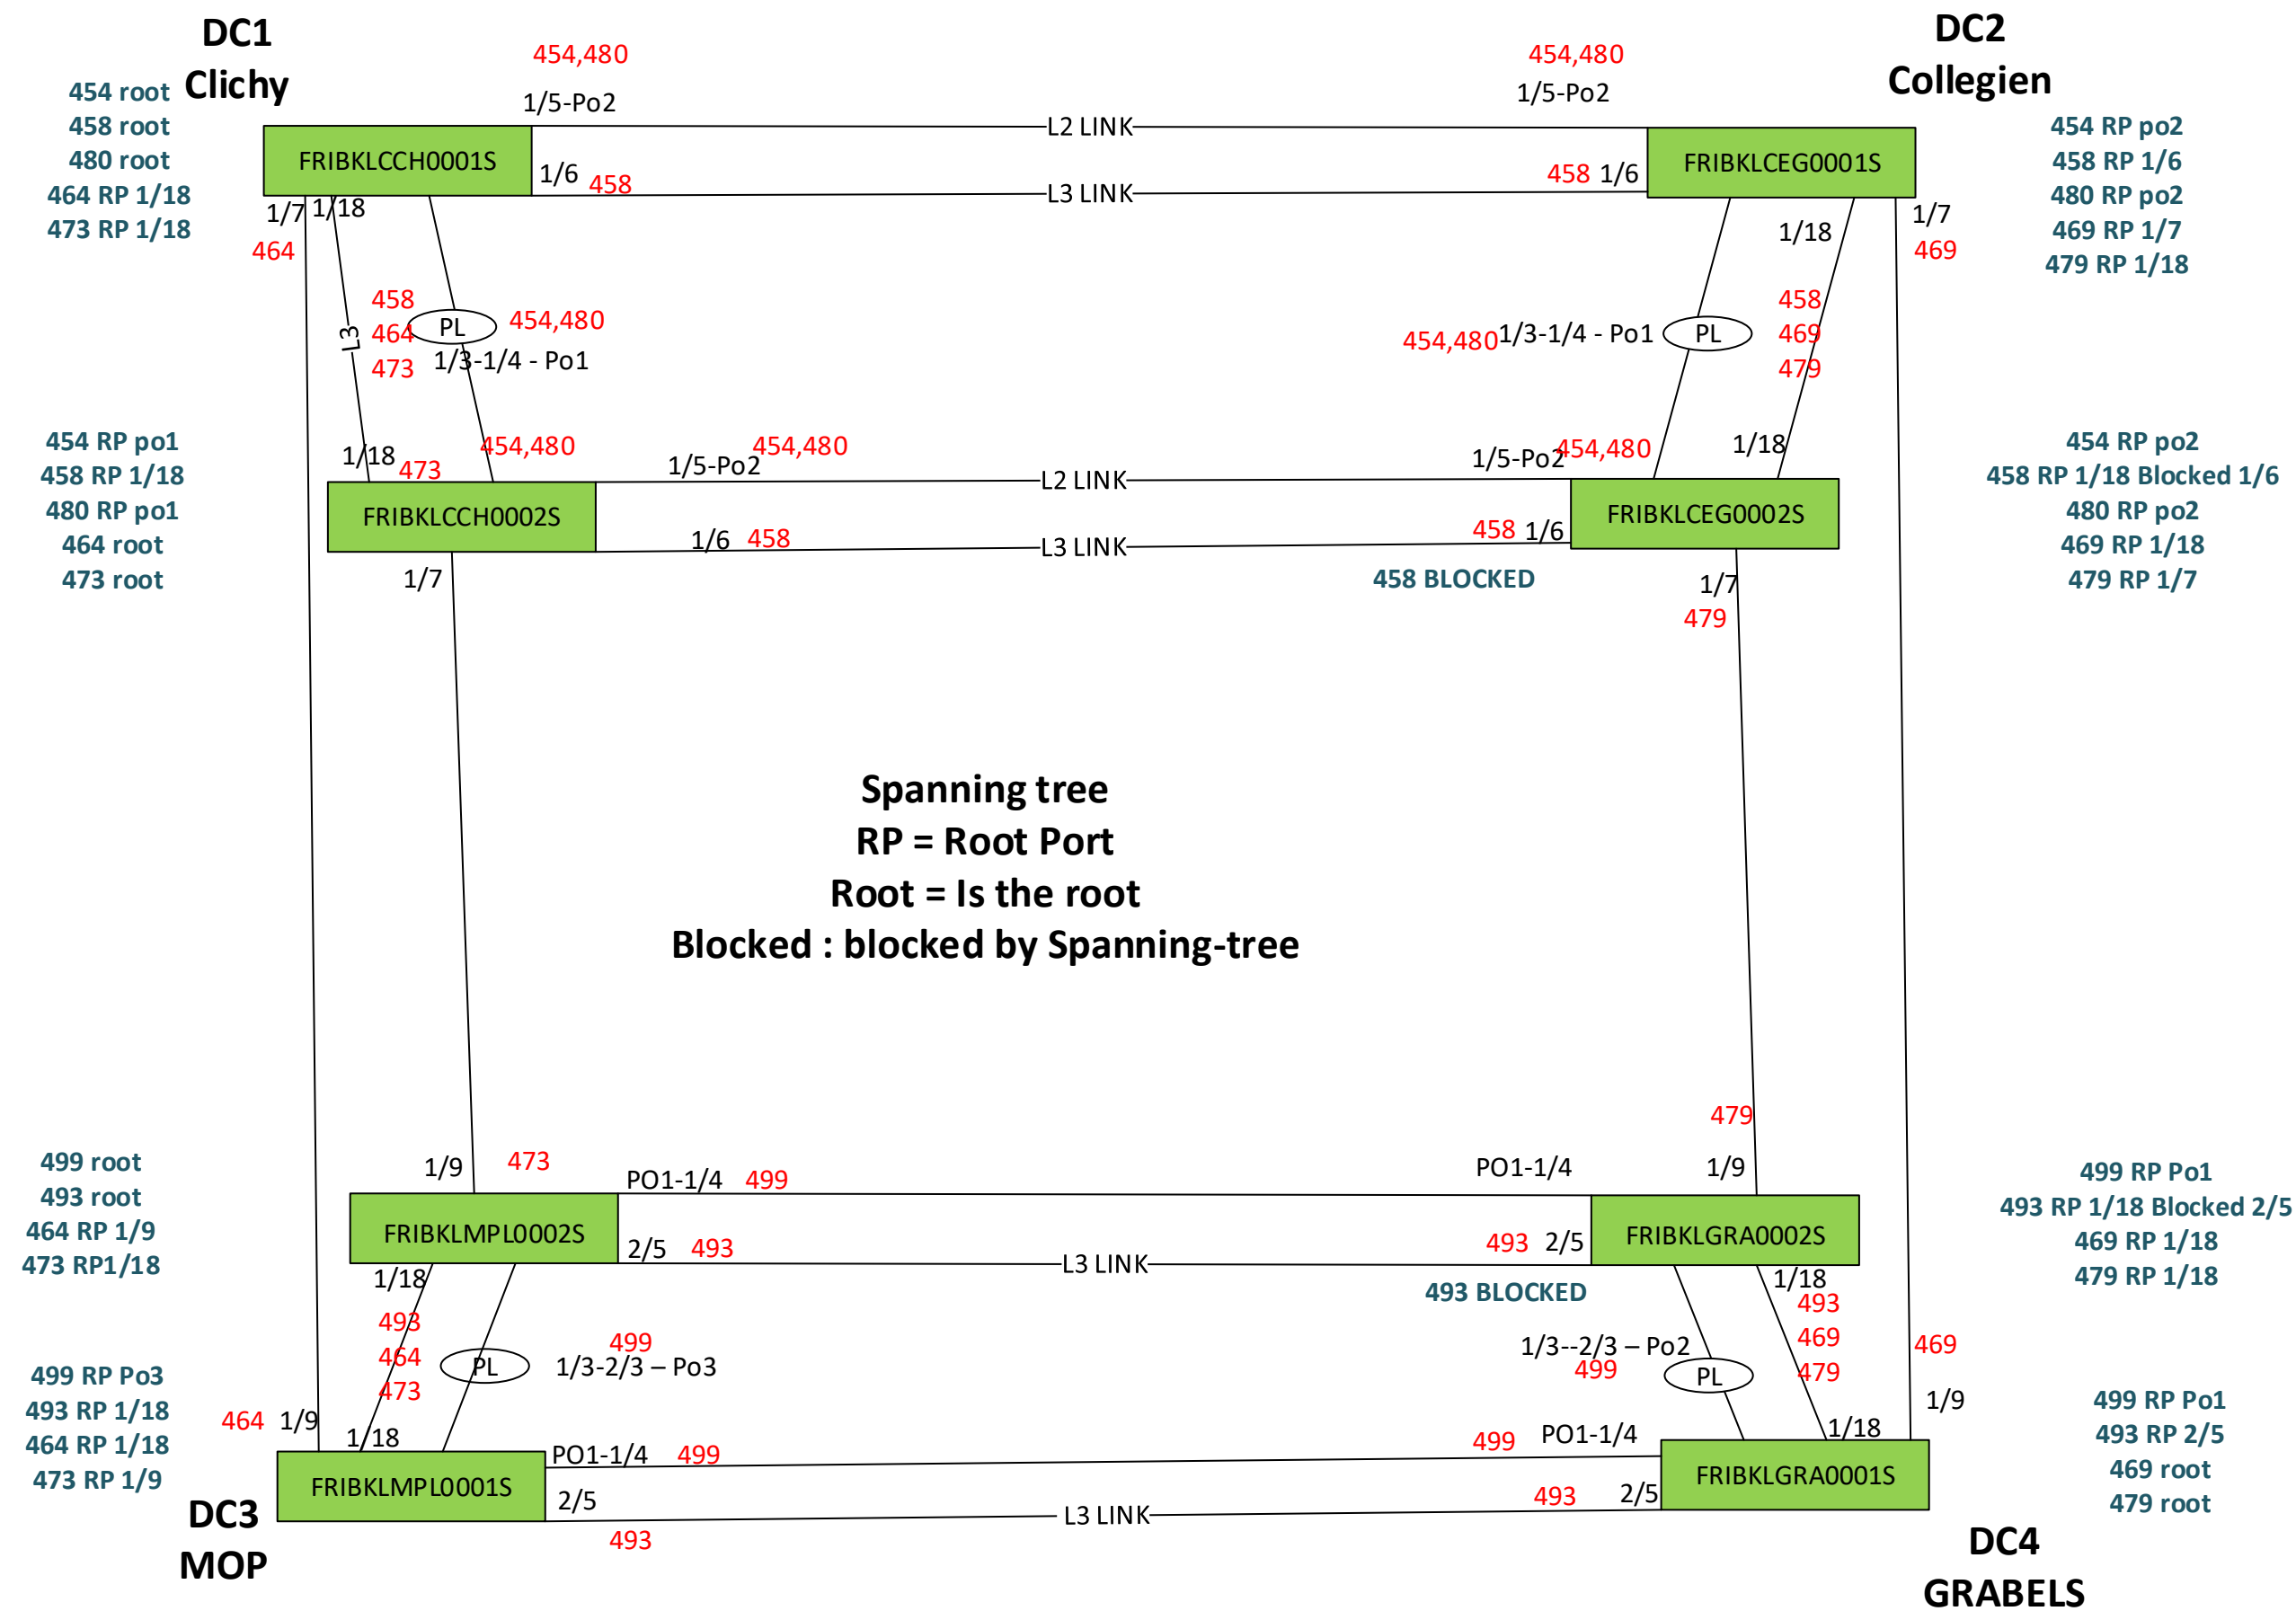 DC1
Clichy
454,480
454,480
DC2
Collegien
454 root
458 root
480 root
464 RP 1/18
473 RP 1/18
1/5-Po2
1/5-Po2
L2 LINK
FRIBKLCCH0001S
1/6
458
L3 LINK
458
1/6
FRIBKLCEG0001S
454 RP po2
458 RP 1/6
480 RP po2
469 RP 1/7
479 RP 1/18
1/7
1/18
464
1/18
1/7
469
L3
458
464
473
PL
454,480
1/3-1/4 - Po1
454,480
1/3-1/4 - Po1
PL
458
469
479
454 RP po1
458 RP 1/18
480 RP po1
464 root
473 root
1/18
473
454,480
1/5-Po2
454,480
1/5-Po2
454,480
1/18
L2 LINK
FRIBKLCCH0002S
1/6
458
L3 LINK
458
1/6
FRIBKLCEG0002S
454 RP po2
458 RP 1/18 Blocked 1/6
480 RP po2
469 RP 1/18
479 RP 1/7
1/7
458 BLOCKED
1/7
479
Spanning tree
RP = Root Port
Root = Is the root
Blocked : blocked by Spanning-tree
479
499 root
493 root
464 RP 1/9
473 RP1/18
1/9
473
PO1-1/4
499
PO1-1/4
1/9
FRIBKLMPL0002S
2/5
493
L3 LINK
493
2/5
FRIBKLGRA0002S
499 RP Po1
493 RP 1/18 Blocked 2/5
469 RP 1/18
479 RP 1/18
1/18
493 BLOCKED
1/18
493
464
473
PL
499
1/3-2/3 – Po3
1/3--2/3 – Po2
499
PL
493
469
479
469
499 RP Po3
493 RP 1/18
464 RP 1/18
473 RP 1/9
464
1/9
1/18
PO1-1/4
499
499
PO1-1/4
1/18
1/9
FRIBKLMPL0001S
2/5
493
L3 LINK
493
2/5
FRIBKLGRA0001S
499 RP Po1
493 RP 2/5
469 root
479 root
DC3
MOP
DC4
GRABELS